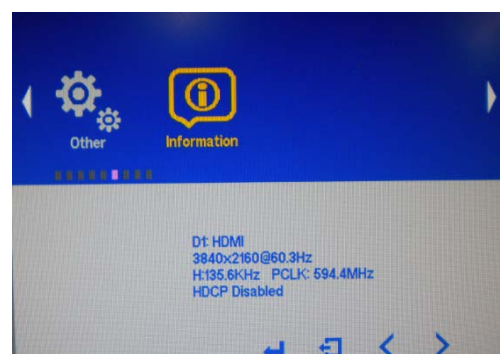 Other
Information
D1: HDMI
3840x2160@60.3Hz
H:135.6KHz PCLK: 594.4MHz
HDCP Disabled